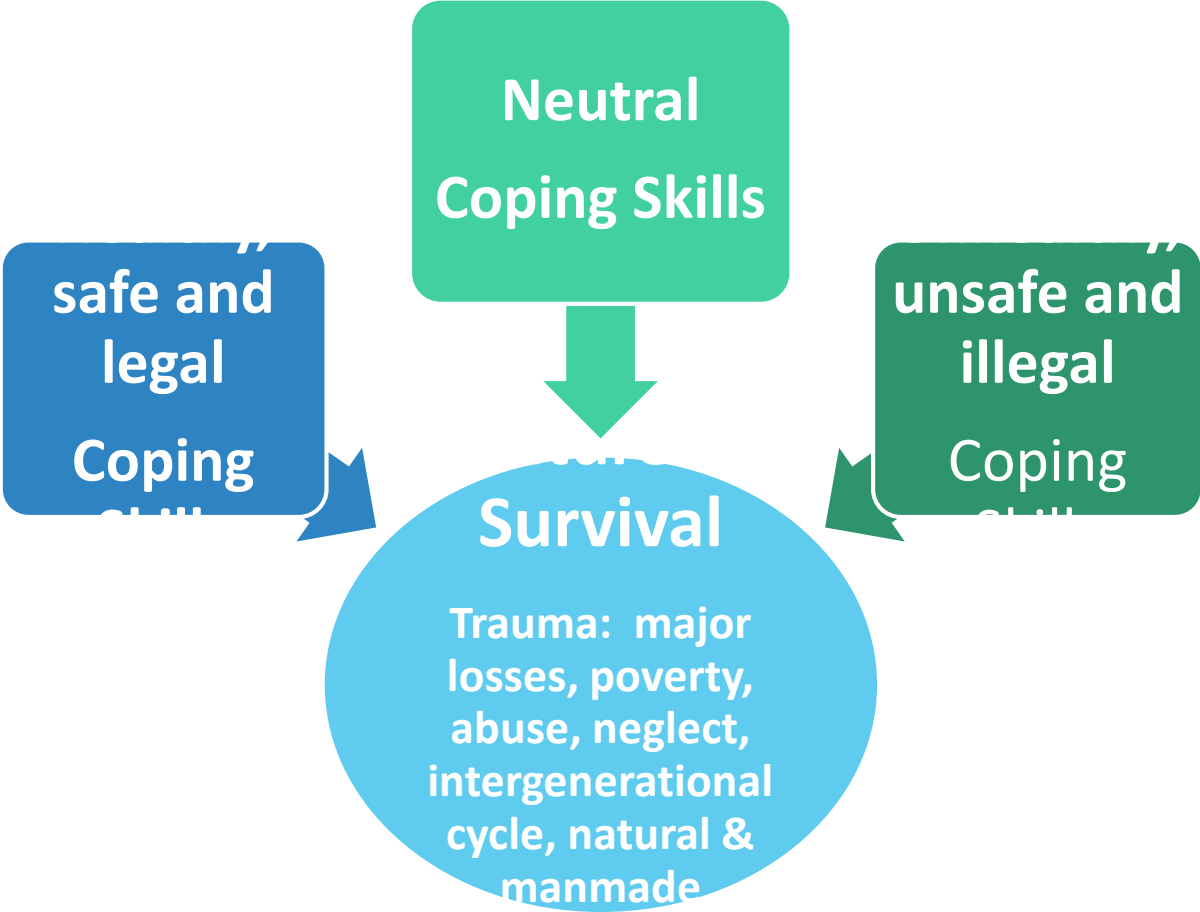 Neutral
Coping Skills
safe and
legal
Coping
unsafe and
illegal
Coping
Survival
Trauma:  major
losses, poverty,
abuse, neglect,
intergenerational
cycle, natural &
manmade